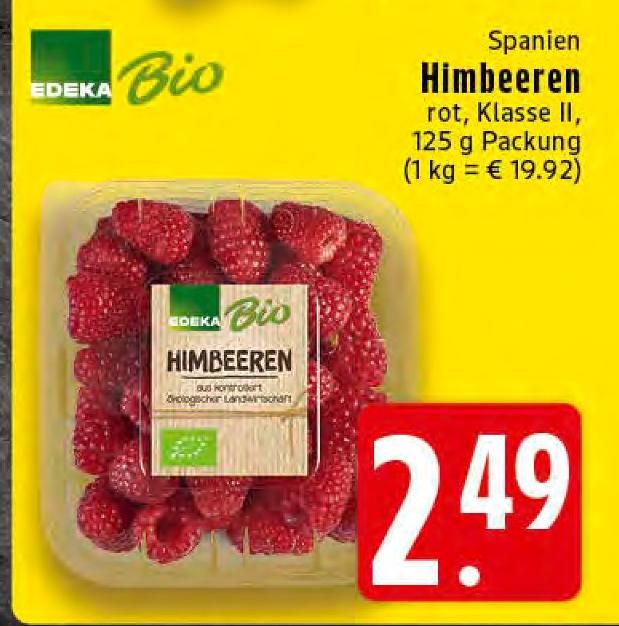 EDEKA Bio
Spanien
Himbeeren
rot, Klasse II,
125 g Packung
(1 kg = € 19.92)
EDEKA Bio
HIMBEEREN
aus kontrolliert
ökologischer Landwirtschaft
2.49